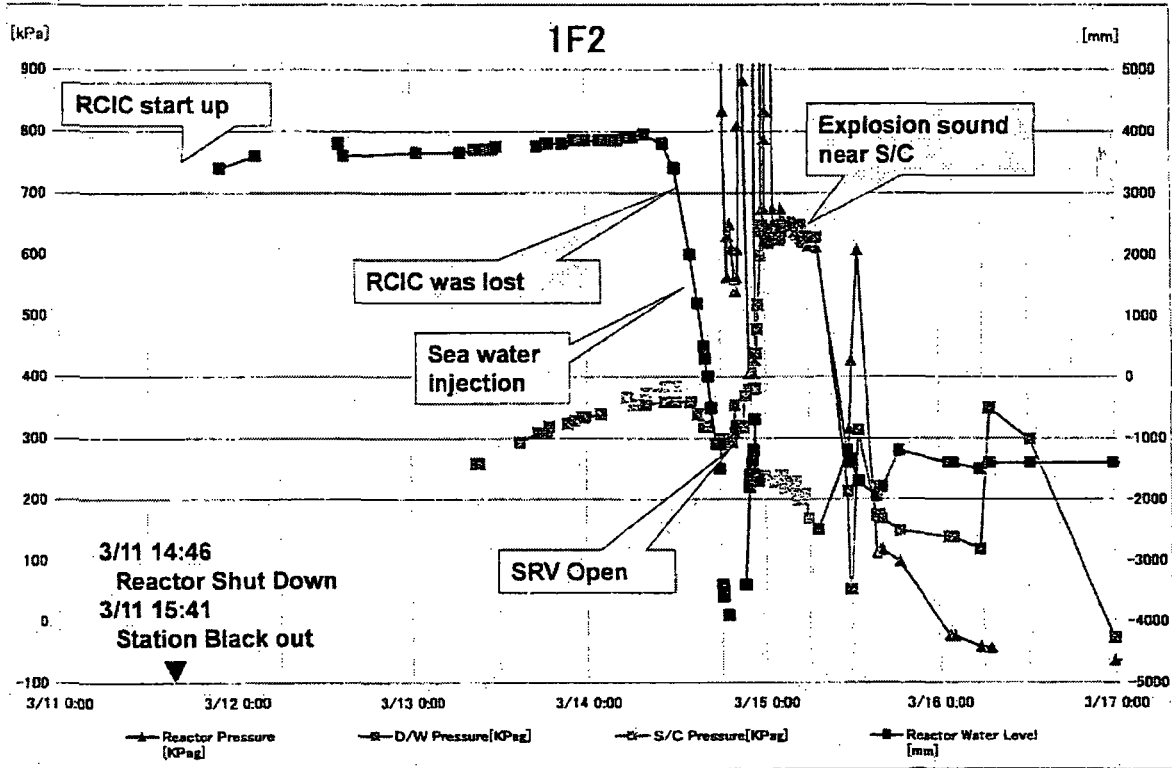 [kPa]
1F2
[mm]
900
800
700
600
500
400
300
200
100
0
-100
5000
4000
3000
2000
1000
0
-1000
-2000
-3000
-4000
-5000
RCIC start up
Explosion sound
near S/C
RCIC was lost
Sea water
injection
SRV Open
3/11 14:46
Reactor Shut Down
3/11 15:41
Station Black out
3/11 0:00
3/12 0:00
3/13 0:00
3/14 0:00
3/15 0:00
3/16 0:00
3/17 0:00
Reactor Pressure
[KPag]
D/W Pressure[KPag]
S/C Pressure[KPag]
Reactor Water Level
[mm]